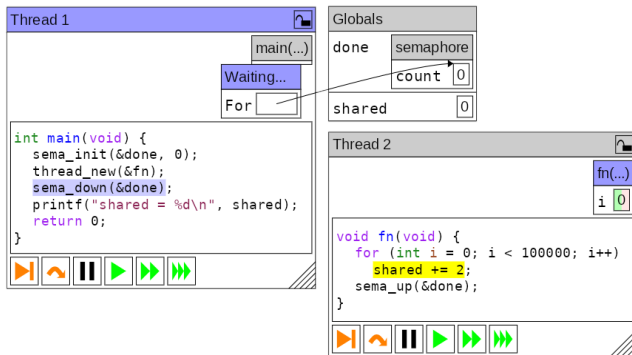 Thread 1
main(...)
Waiting...
For
int main(void) {
  sema_init(&done, 0);
  thread_new(&fn);
  sema_down(&done);
  printf("shared = %d\n", shared);
  return 0;
}
Globals
done
semaphore
count 0
shared 0
Thread 2
fn(...)
i 0
void fn(void) {
  for (int i = 0; i < 100000; i++)
    shared += 2;
  sema_up(&done);
}